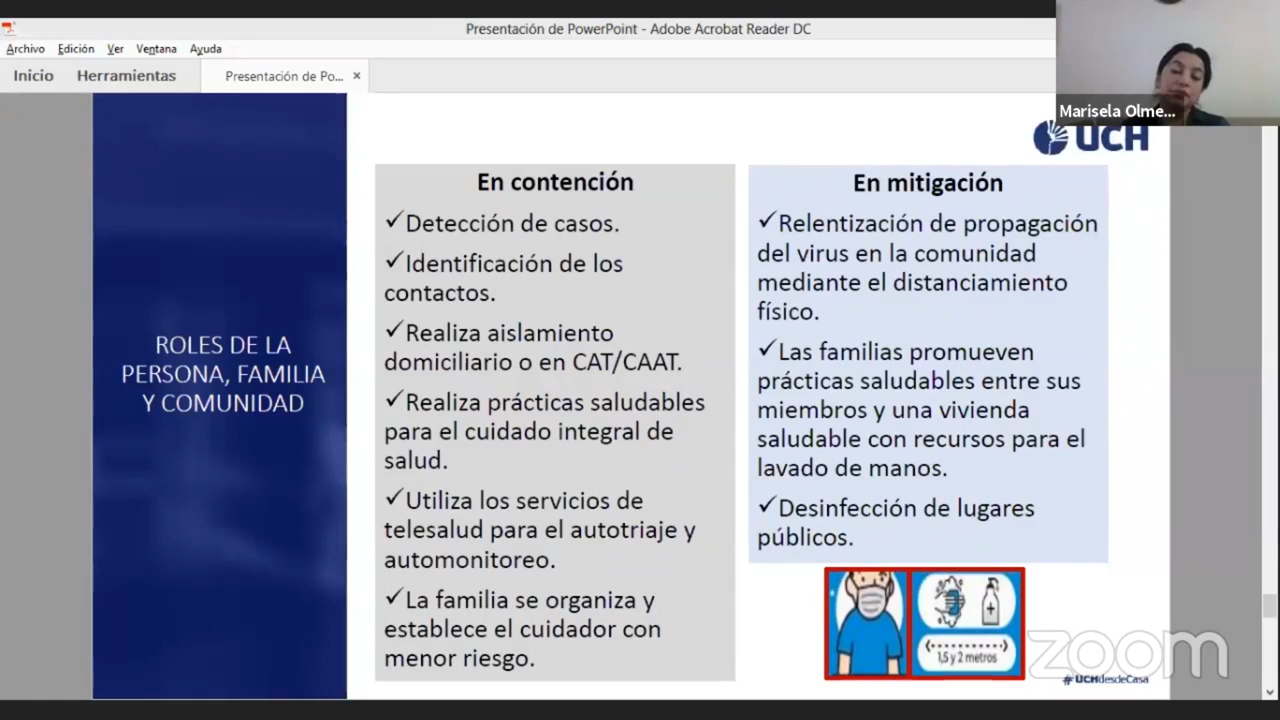 Presentación de PowerPoint - Adobe Acrobat Reader DC
Archivo Edición Ver Ventana Ayuda
Inicio Herramientas Presentación de Po... ×
Marisela Olme...
UCH
ROLES DE LA
PERSONA, FAMILIA
Y COMUNIDAD
En contención
✓Detección de casos.
✓Identificación de los
contactos.
✓Realiza aislamiento
domiciliario o en CAT/CAAT.
✓Realiza prácticas saludables
para el cuidado integral de
salud.
✓Utiliza los servicios de
telesalud para el autotriaje y
automonitoreo.
✓La familia se organiza y
establece el cuidador con
menor riesgo.
En mitigación
✓Relentización de propagación
del virus en la comunidad
mediante el distanciamiento
físico.
✓Las familias promueven
prácticas saludables entre sus
miembros y una vivienda
saludable con recursos para el
lavado de manos.
✓Desinfección de lugares
públicos.
1,5 y 2 metros
zoom
#UCHdesdeCasa